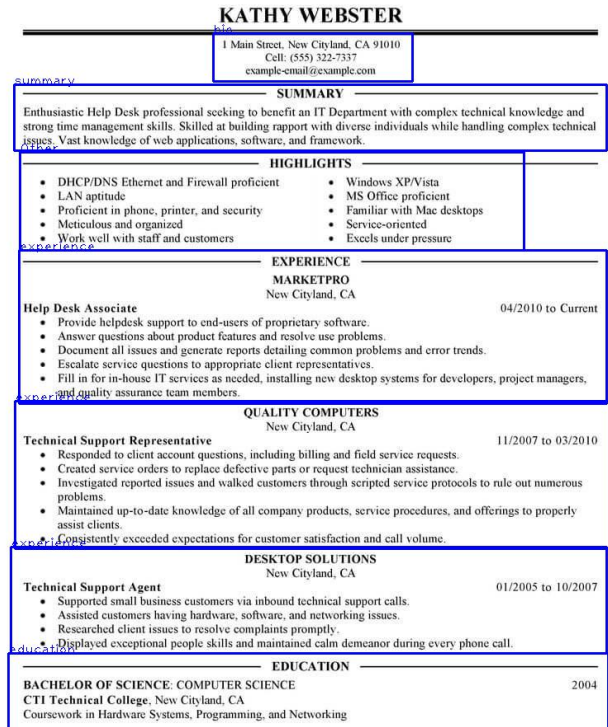 KATHY WEBSTER
bio
1 Main Street, New Cityland, CA 91010
Cell: (555) 322-7337
example-email@example.com
summary
SUMMARY
Enthusiastic Help Desk professional seeking to benefit an IT Department with complex technical knowledge and
strong time management skills. Skilled at building rapport with diverse individuals while handling complex technical
issues. Vast knowledge of web applications, software, and framework.
Other
HIGHLIGHTS
• DHCP/DNS Ethernet and Firewall proficient
• LAN aptitude
• Proficient in phone, printer, and security
• Meticulous and organized
• Work well with staff and customers
• Windows XP/Vista
• MS Office proficient
• Familiar with Mac desktops
• Service-oriented
• Excels under pressure
experience
EXPERIENCE
MARKETPRO
New Cityland, CA
Help Desk Associate 04/2010 to Current
• Provide helpdesk support to end-users of proprietary software.
• Answer questions about product features and resolve use problems.
• Document all issues and generate reports detailing common problems and error trends.
• Escalate service questions to appropriate client representatives.
• Fill in for in-house IT services as needed, installing new desktop systems for developers, project managers,
and quality assurance team members.
experience
QUALITY COMPUTERS
New Cityland, CA
Technical Support Representative 11/2007 to 03/2010
• Responded to client account questions, including billing and field service requests.
• Created service orders to replace defective parts or request technician assistance.
• Investigated reported issues and walked customers through scripted service protocols to rule out numerous
problems.
• Maintained up-to-date knowledge of all company products, service procedures, and offerings to properly
assist clients.
• Consistently exceeded expectations for customer satisfaction and call volume.
experience
DESKTOP SOLUTIONS
New Cityland, CA
Technical Support Agent 01/2005 to 10/2007
• Supported small business customers via inbound technical support calls.
• Assisted customers having hardware, software, and networking issues.
• Researched client issues to resolve complaints promptly.
• Displayed exceptional people skills and maintained calm demeanor during every phone call.
education
EDUCATION
BACHELOR OF SCIENCE: COMPUTER SCIENCE 2004
CTI Technical College, New Cityland, CA
Coursework in Hardware Systems, Programming, and Networking